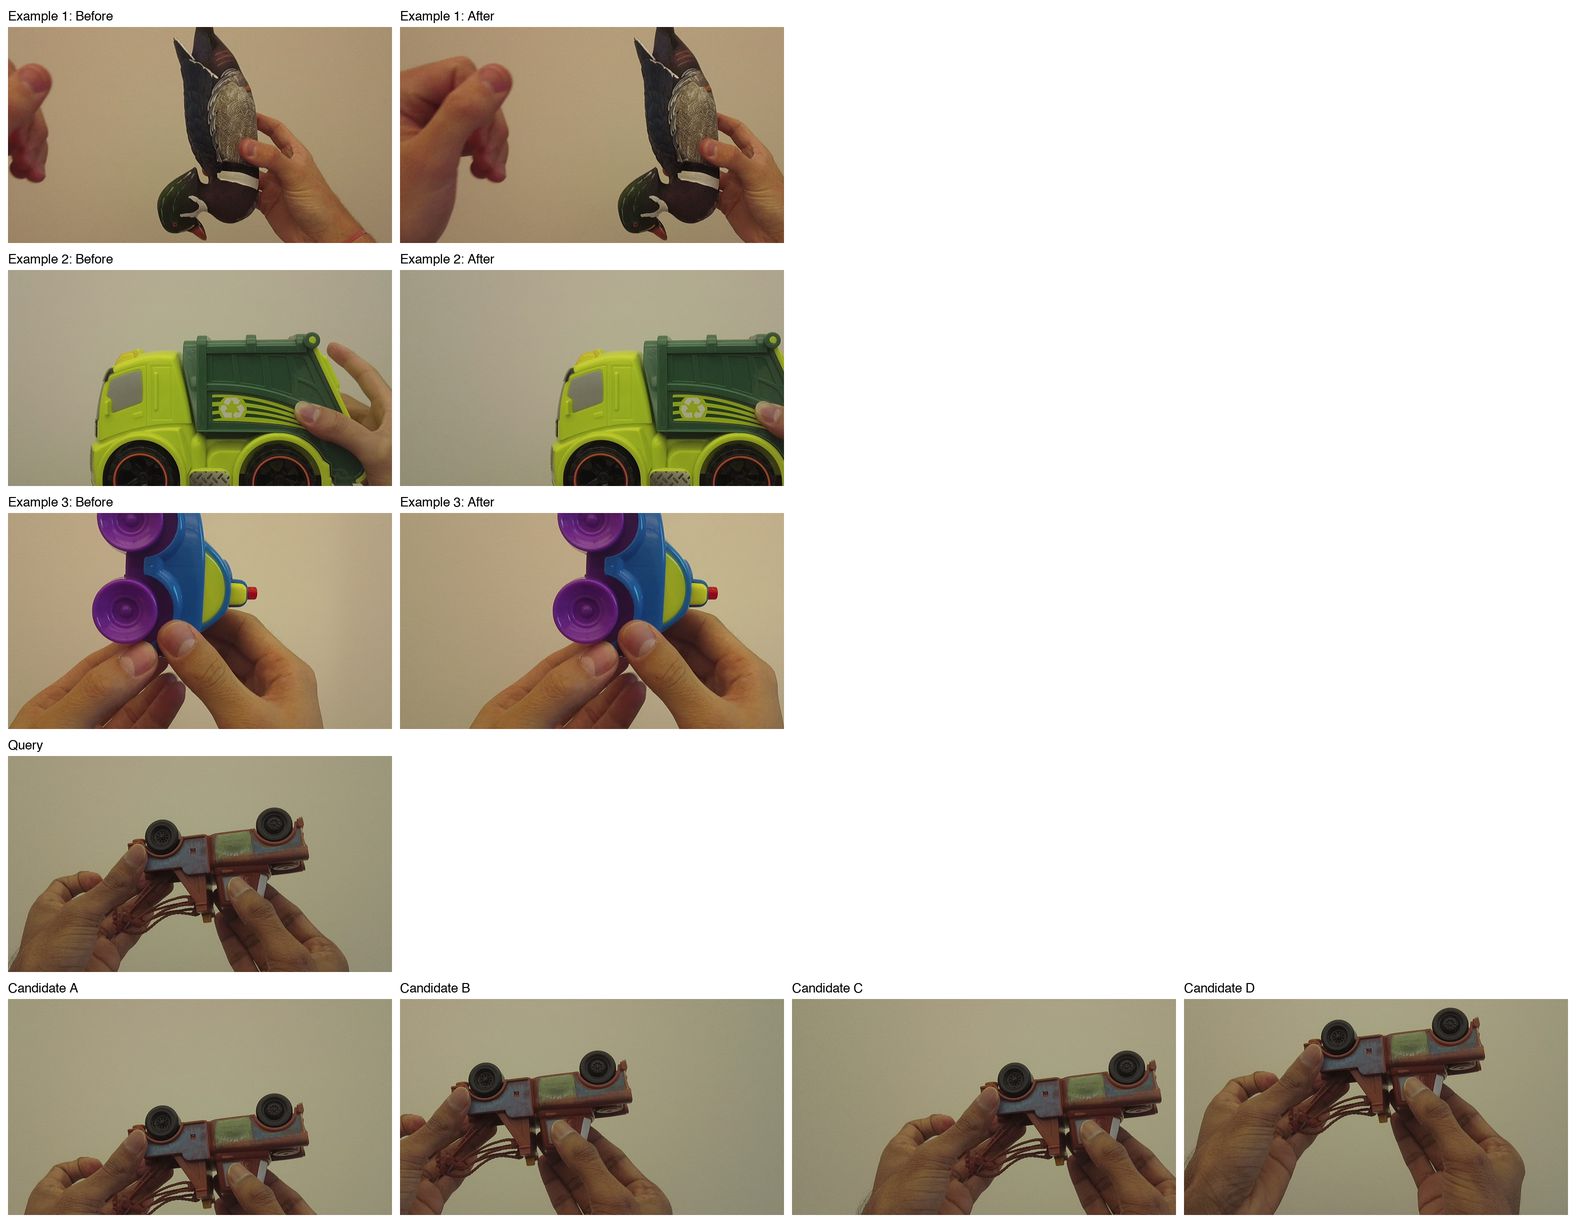 Example 1: Before
Example 1: After
Example 2: Before
Example 2: After
Example 3: Before
Example 3: After
Query
Candidate A
Candidate B
Candidate C
Candidate D